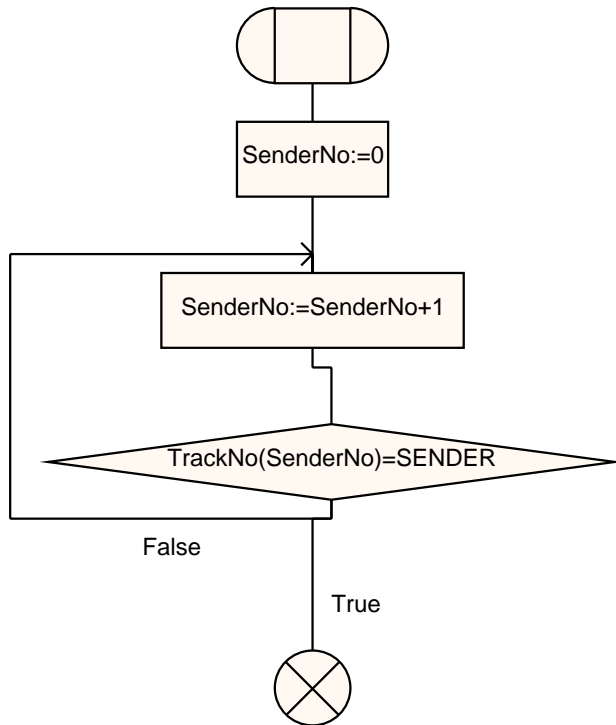 SenderNo:=0
SenderNo:=SenderNo+1
TrackNo(SenderNo)=SENDER
False
True